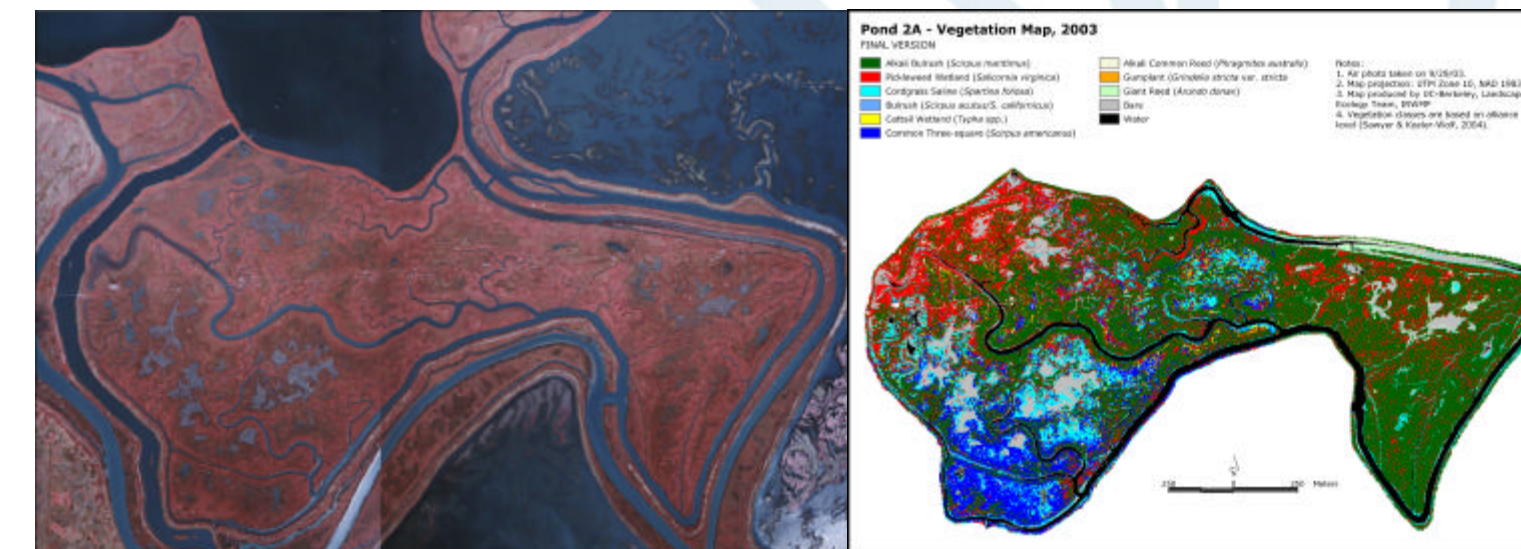 Pond 2A - Vegetation Map, 2003
FINAL VERSION
Alkali Bulrush (Scirpus maritimus)
Pickleweed Wetland (Salicornia virginica)
Cordgrass Saline (Spartina foliosa)
Bulrush (Scirpus acutus/S. californicus)
Cattail Wetland (Typha spp.)
Common Three-square (Scirpus americanus)
Alkali Common Reed (Phragmites australis)
Gumplant (Grindelia stricta var. stricta
Giant Reed (Arundo donax)
Bare
Water
Notes:
1. Air photo taken on 9/26/03.
2. Map projection: UTM Zone 10, NAD 1983
3. Map produced by UC-Berkeley, Landscap
Ecology Team, IRWMP
4. Vegetation classes are based on alliance
level (Sawyer & Keeler-Wolf, 2004).
250 0 250 Meters